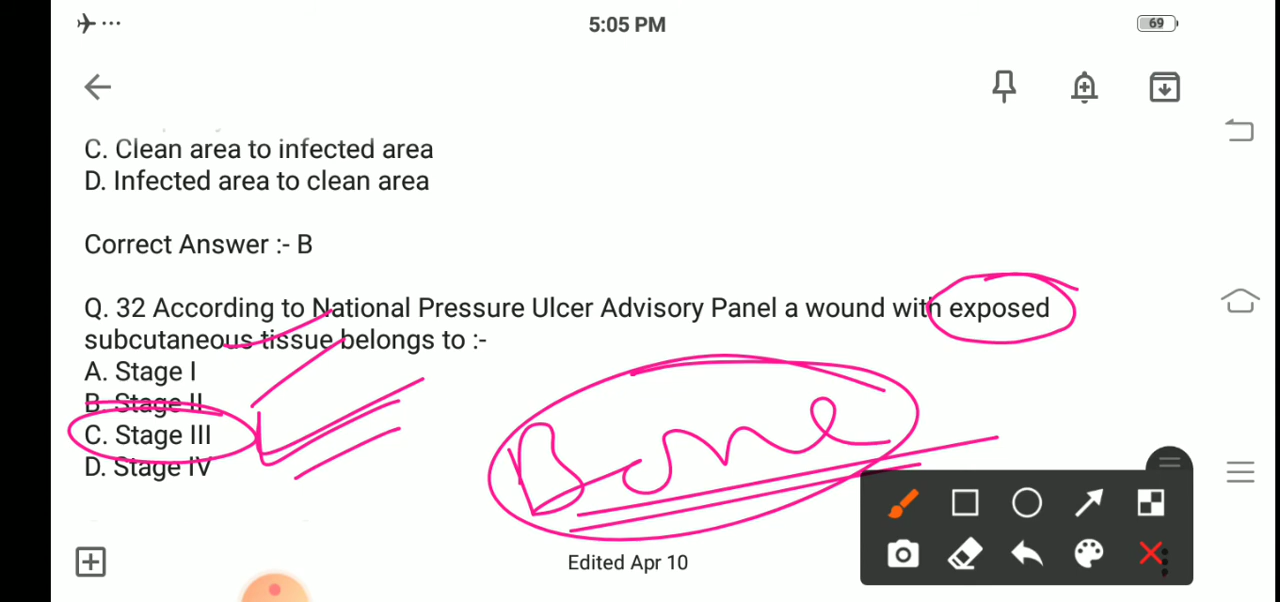 5:05 PM
69
C. Clean area to infected area
D. Infected area to clean area
Correct Answer :- B
Q. 32 According to National Pressure Ulcer Advisory Panel a wound with exposed
subcutaneous tissue belongs to :-
A. Stage I
B. Stage II
C. Stage III
D. Stage IV
Bone
Edited Apr 10